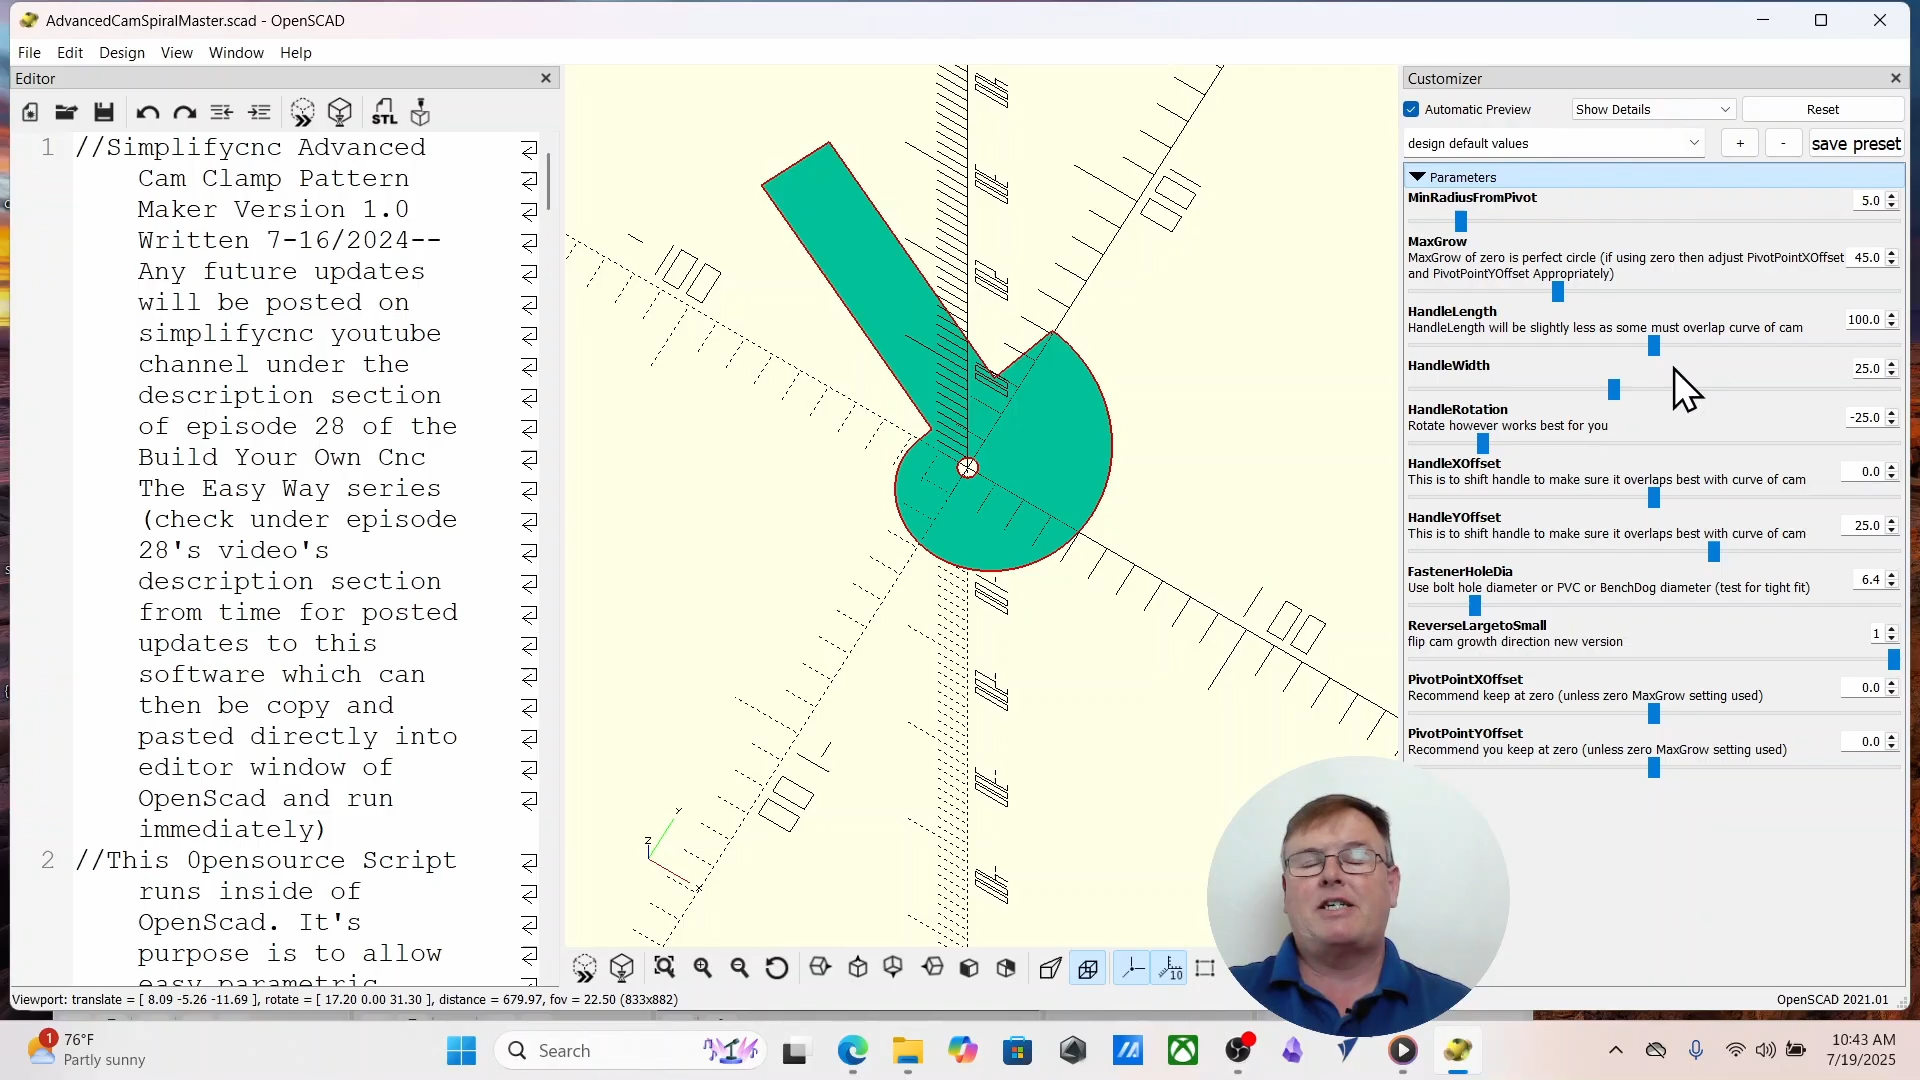 AdvancedCamSpiralMaster.scad - OpenSCAD
File Edit Design View Window Help
Editor
STL
1 //Simplifycnc Advanced
Cam Clamp Pattern
Maker Version 1.0
Written 7-16/2024--
Any future updates
will be posted on
simplifycnc youtube
channel under the
description section
of episode 28 of the
Build Your Own Cnc
The Easy Way series
(check under episode
28's video's
description section
from time for posted
updates to this
software which can
then be copy and
pasted directly into
editor window of
OpenScad and run
immediately)
2 //This Opensource Script
runs inside of
OpenScad. It's
purpose is to allow
easy parametric
Z
Y
X
10
Viewport: translate = [ 8.09 -5.26 -11.69 ], rotate = [ 17.20 0.00 31.30 ], distance = 679.97, fov = 22.50 (833x882)
Customizer
Automatic Preview Show Details Reset
design default values + - save preset
Parameters
MinRadiusFromPivot 5.0
MaxGrow
MaxGrow of zero is perfect circle (if using zero then adjust PivotPointXOffset 45.0
and PivotPointYOffset Appropriately)
HandleLength
HandleLength will be slightly less as some must overlap curve of cam 100.0
HandleWidth 25.0
HandleRotation
Rotate however works best for you -25.0
HandleXOffset
This is to shift handle to make sure it overlaps best with curve of cam 0.0
HandleYOffset
This is to shift handle to make sure it overlaps best with curve of cam 25.0
FastenerHoleDia
Use bolt hole diameter or PVC or BenchDog diameter (test for tight fit) 6.4
ReverseLargetoSmall
flip cam growth direction new version 1
PivotPointXOffset
Recommend keep at zero (unless zero MaxGrow setting used) 0.0
PivotPointYOffset
Recommend you keep at zero (unless zero MaxGrow setting used) 0.0
OpenSCAD 2021.01
1
76°F
Partly sunny
Search
10:43 AM
7/19/2025